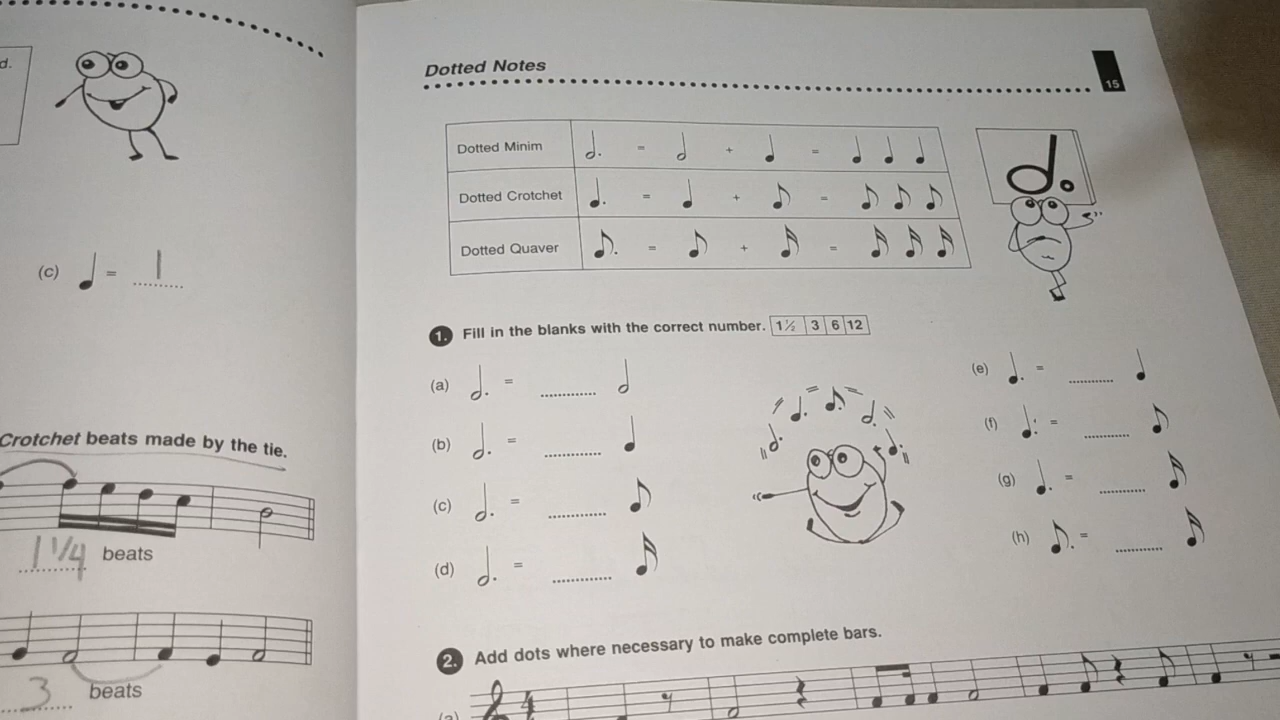 d.
(c) = 1
Crotchet beats made by the tie.
1 1/4 beats
3 beats
Dotted Notes
15
Dotted Minim = + =
Dotted Crotchet = + =
Dotted Quaver = + =
1. Fill in the blanks with the correct number. 1½ 3 6 12
(a) = ............
(b) = ............
(c) = ............
(d) = ............
(e) = ............
(f) = ............
(g) = ............
(h) = ............
2. Add dots where necessary to make complete bars.
(a) 4